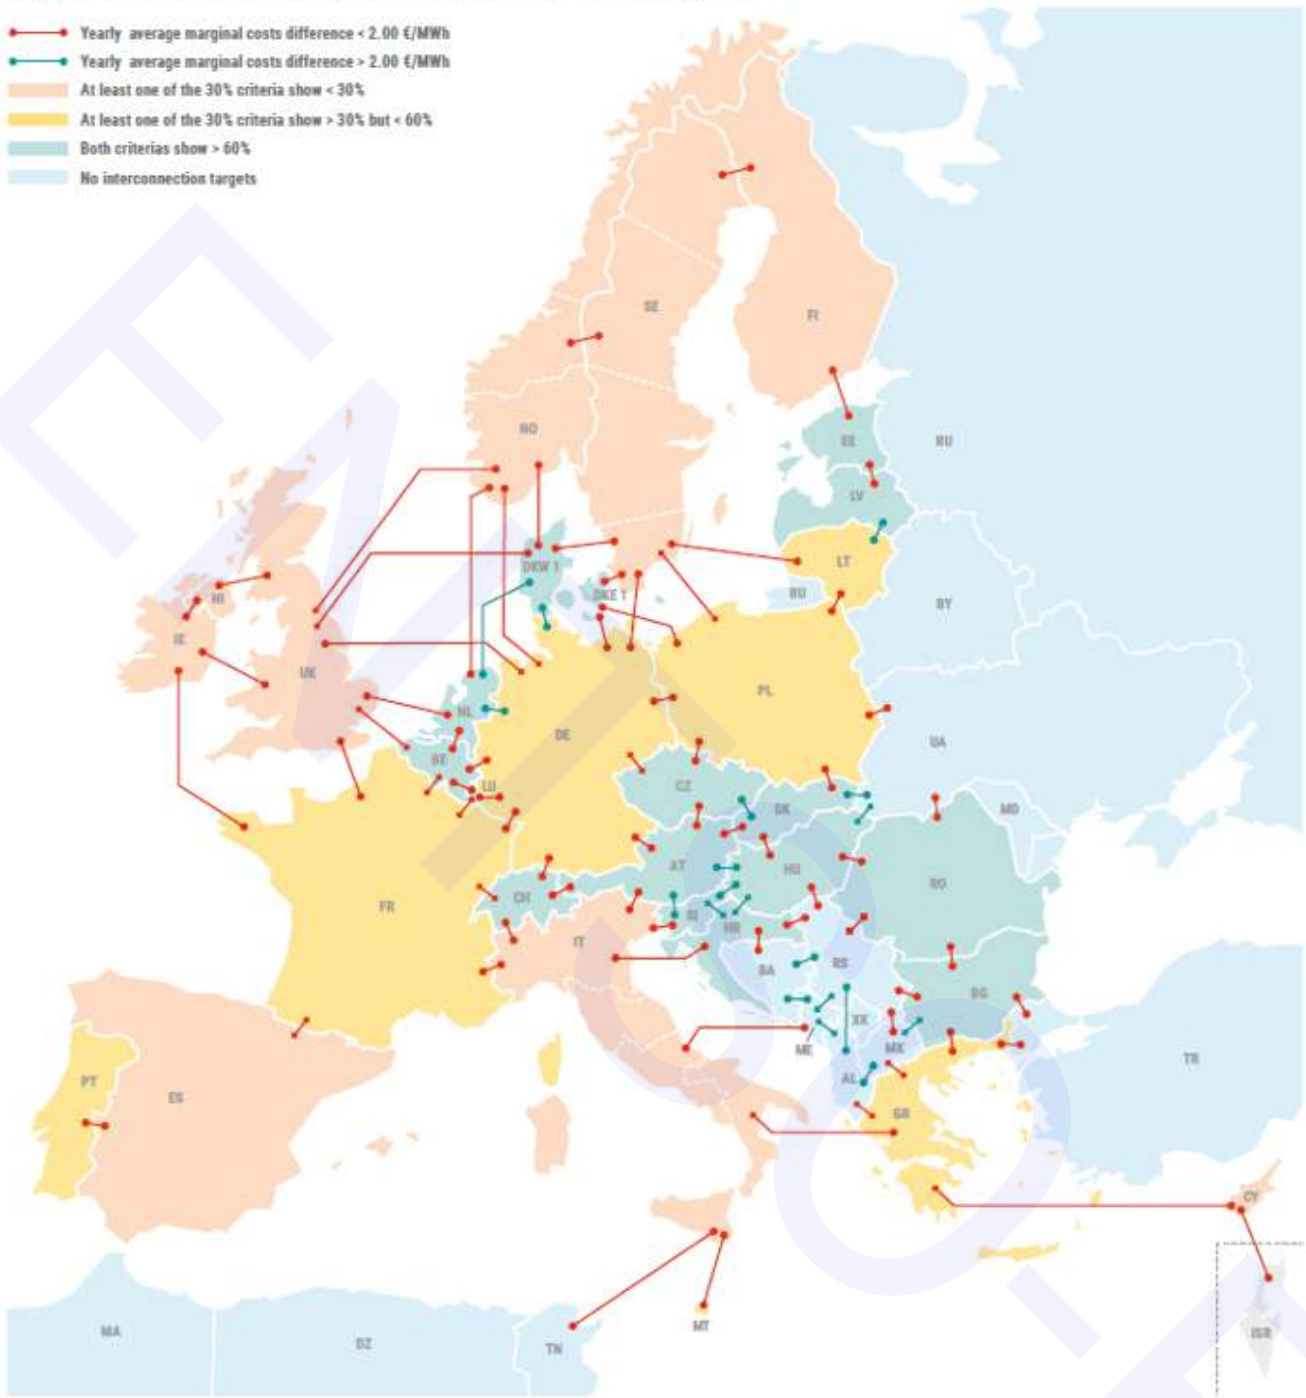 Yearly average marginal costs difference < 2.00 €/MWh
Yearly average marginal costs difference > 2.00 €/MWh
At least one of the 30% criteria show < 30%
At least one of the 30% criteria show > 30% but < 60%
Both criterias show > 60%
No interconnection targets
SE
FI
NO
EE
RU
LV
DKW 1
LT
NI
DKE 1
RU
BY
IE
UK
PL
NL
DE
UA
BE
LU
CZ
SK
MD
AT
HU
RO
CH
FR
SI
HR
IT
BA
RS
BG
XK
ME
MK
TR
PT
AL
ES
GR
CY
MT
MA
DZ
TN
ISR